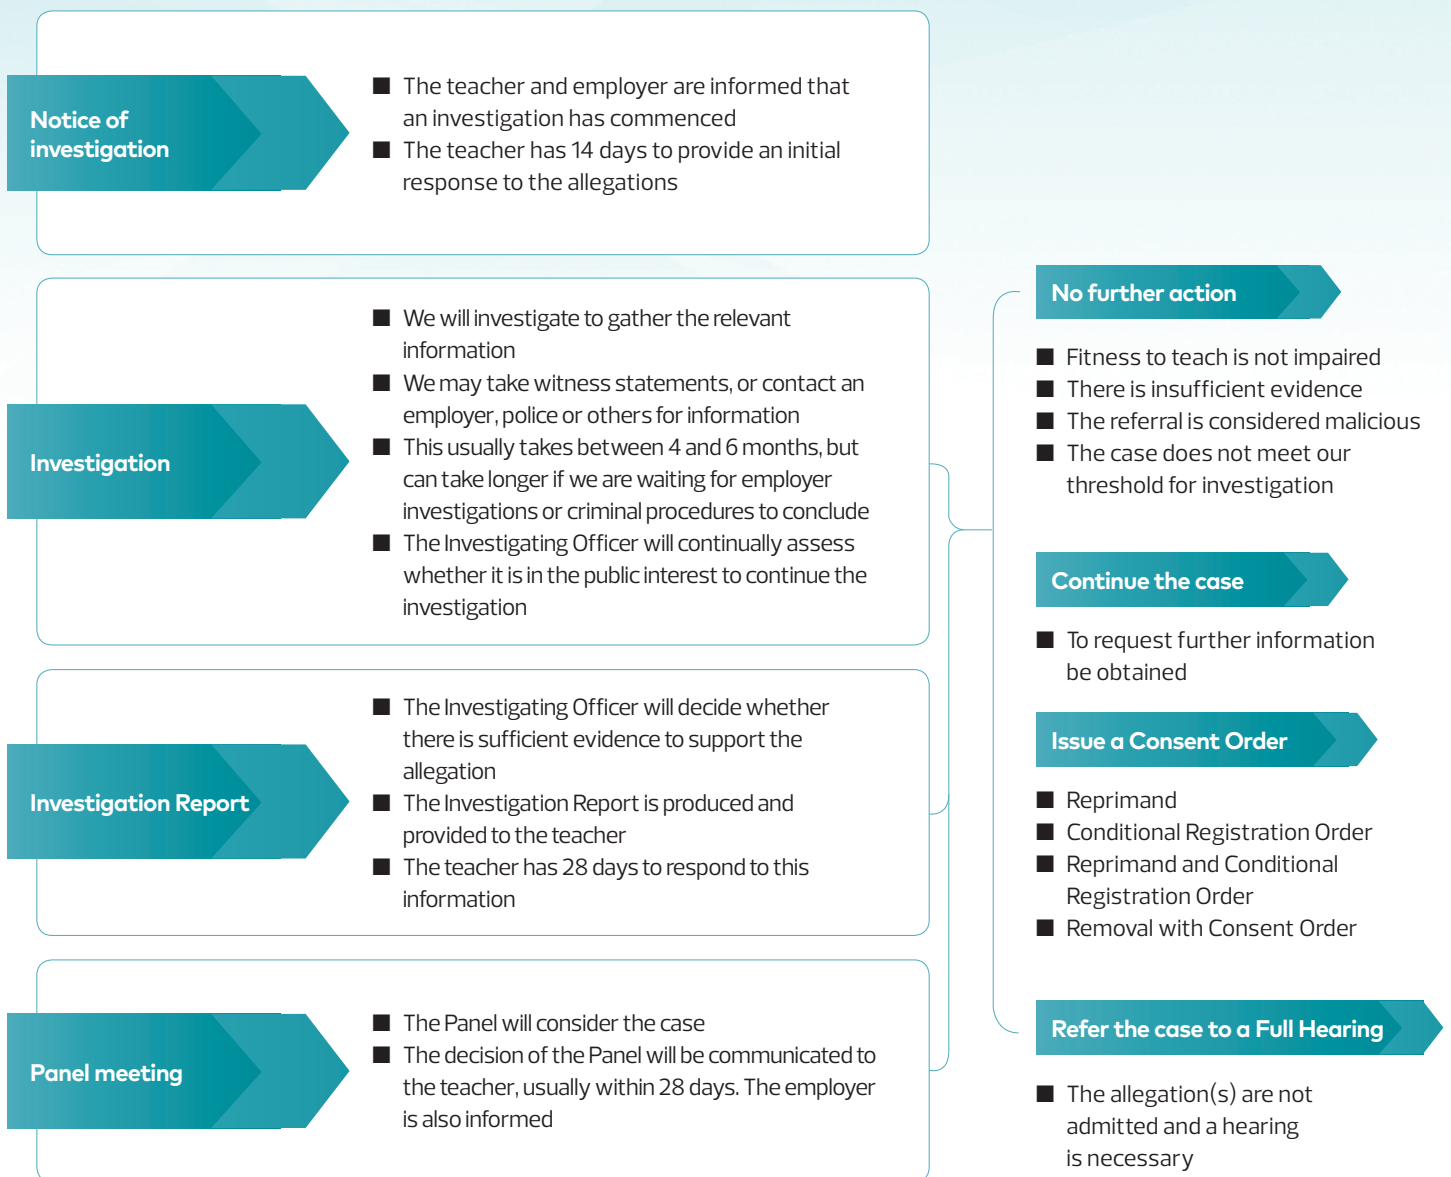 Notice of
investigation
■ The teacher and employer are informed that
an investigation has commenced
■ The teacher has 14 days to provide an initial
response to the allegations
Investigation
■ We will investigate to gather the relevant
information
■ We may take witness statements, or contact an
employer, police or others for information
■ This usually takes between 4 and 6 months, but
can take longer if we are waiting for employer
investigations or criminal procedures to conclude
■ The Investigating Officer will continually assess
whether it is in the public interest to continue the
investigation
Investigation Report
■ The Investigating Officer will decide whether
there is sufficient evidence to support the
allegation
■ The Investigation Report is produced and
provided to the teacher
■ The teacher has 28 days to respond to this
information
Panel meeting
■ The Panel will consider the case
■ The decision of the Panel will be communicated to
the teacher, usually within 28 days. The employer
is also informed
No further action
■ Fitness to teach is not impaired
■ There is insufficient evidence
■ The referral is considered malicious
■ The case does not meet our
threshold for investigation
Continue the case
■ To request further information
be obtained
Issue a Consent Order
■ Reprimand
■ Conditional Registration Order
■ Reprimand and Conditional
Registration Order
■ Removal with Consent Order
Refer the case to a Full Hearing
■ The allegation(s) are not
admitted and a hearing
is necessary